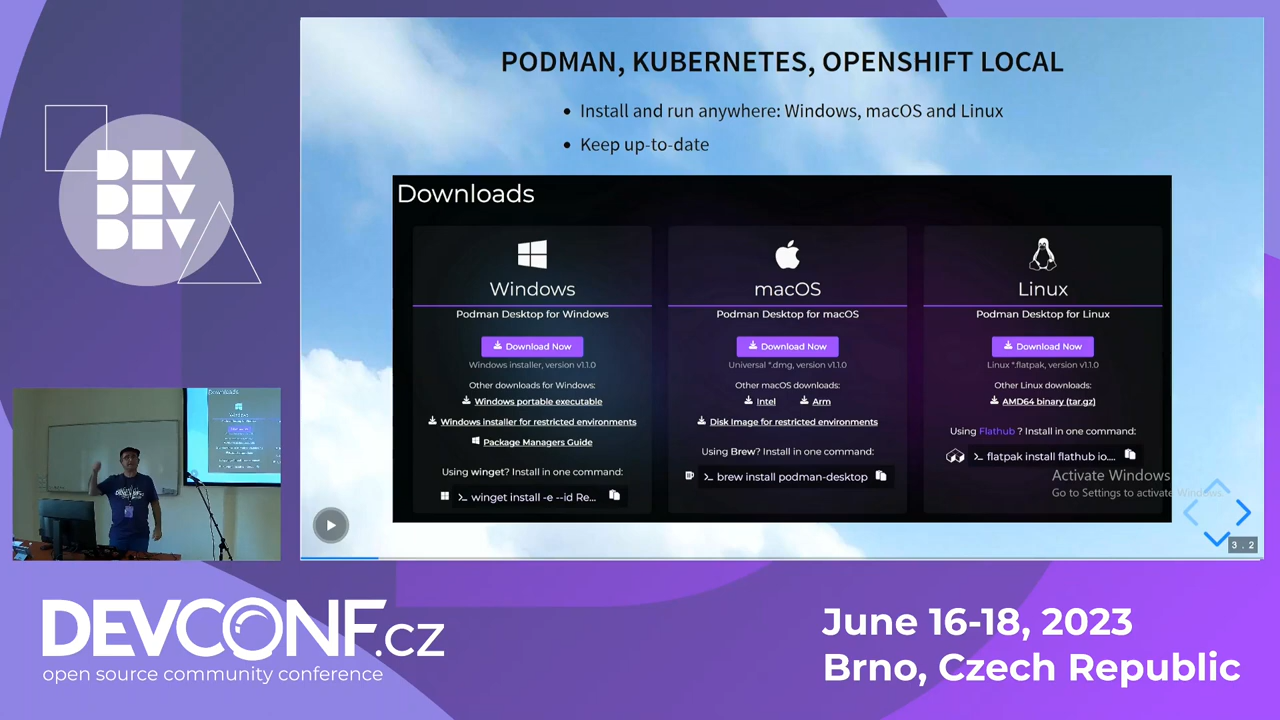 DEV
DEV
DEV
PODMAN, KUBERNETES, OPENSHIFT LOCAL
• Install and run anywhere: Windows, macOS and Linux
• Keep up-to-date
Downloads
Windows
Podman Desktop for Windows
Download Now
Windows installer, version v1.1.0
Other downloads for Windows:
Windows portable executable
Windows installer for restricted environments
Package Managers Guide
Using winget? Install in one command:
>_ winget install -e --id Re...
macOS
Podman Desktop for macOS
Download Now
Universal *.dmg, version v1.1.0
Other macOS downloads:
Intel Arm
Disk Image for restricted environments
Using Brew? Install in one command:
>_ brew install podman-desktop
Linux
Podman Desktop for Linux
Download Now
Linux *.flatpak, version v1.1.0
Other Linux downloads:
AMD64 binary (tar.gz)
Using Flathub ? Install in one command:
>_ flatpak install flathub io....
Activate Windows
Go to Settings to activate Windows.
3 . 2
Downloads
Windows
DEVCONF.cz
open source community conference
June 16-18, 2023
Brno, Czech Republic